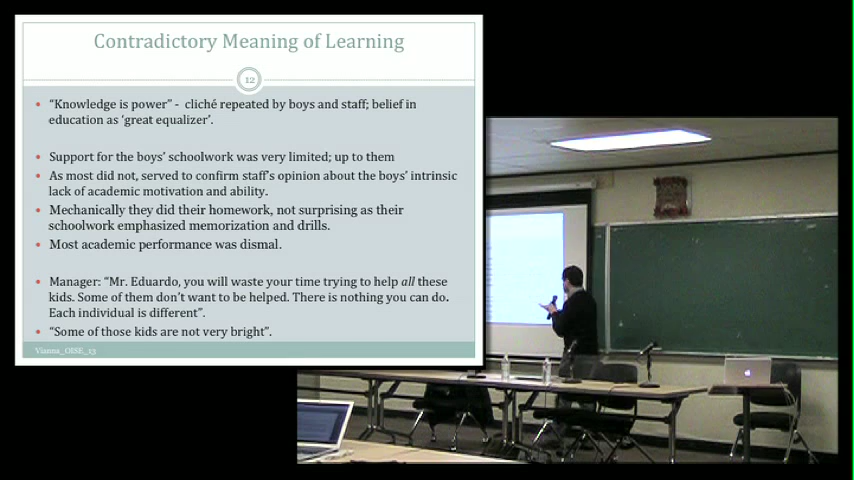 Contradictory Meaning of Learning
12
• “Knowledge is power” - cliché repeated by boys and staff; belief in
education as ‘great equalizer’.
• Support for the boys’ schoolwork was very limited; up to them
• As most did not, served to confirm staff’s opinion about the boys’ intrinsic
lack of academic motivation and ability.
• Mechanically they did their homework, not surprising as their
schoolwork emphasized memorization and drills.
• Most academic performance was dismal.
• Manager: “Mr. Eduardo, you will waste your time trying to help all these
kids. Some of them don’t want to be helped. There is nothing you can do.
Each individual is different”.
• “Some of those kids are not very bright”.
Vianna_OISE_13